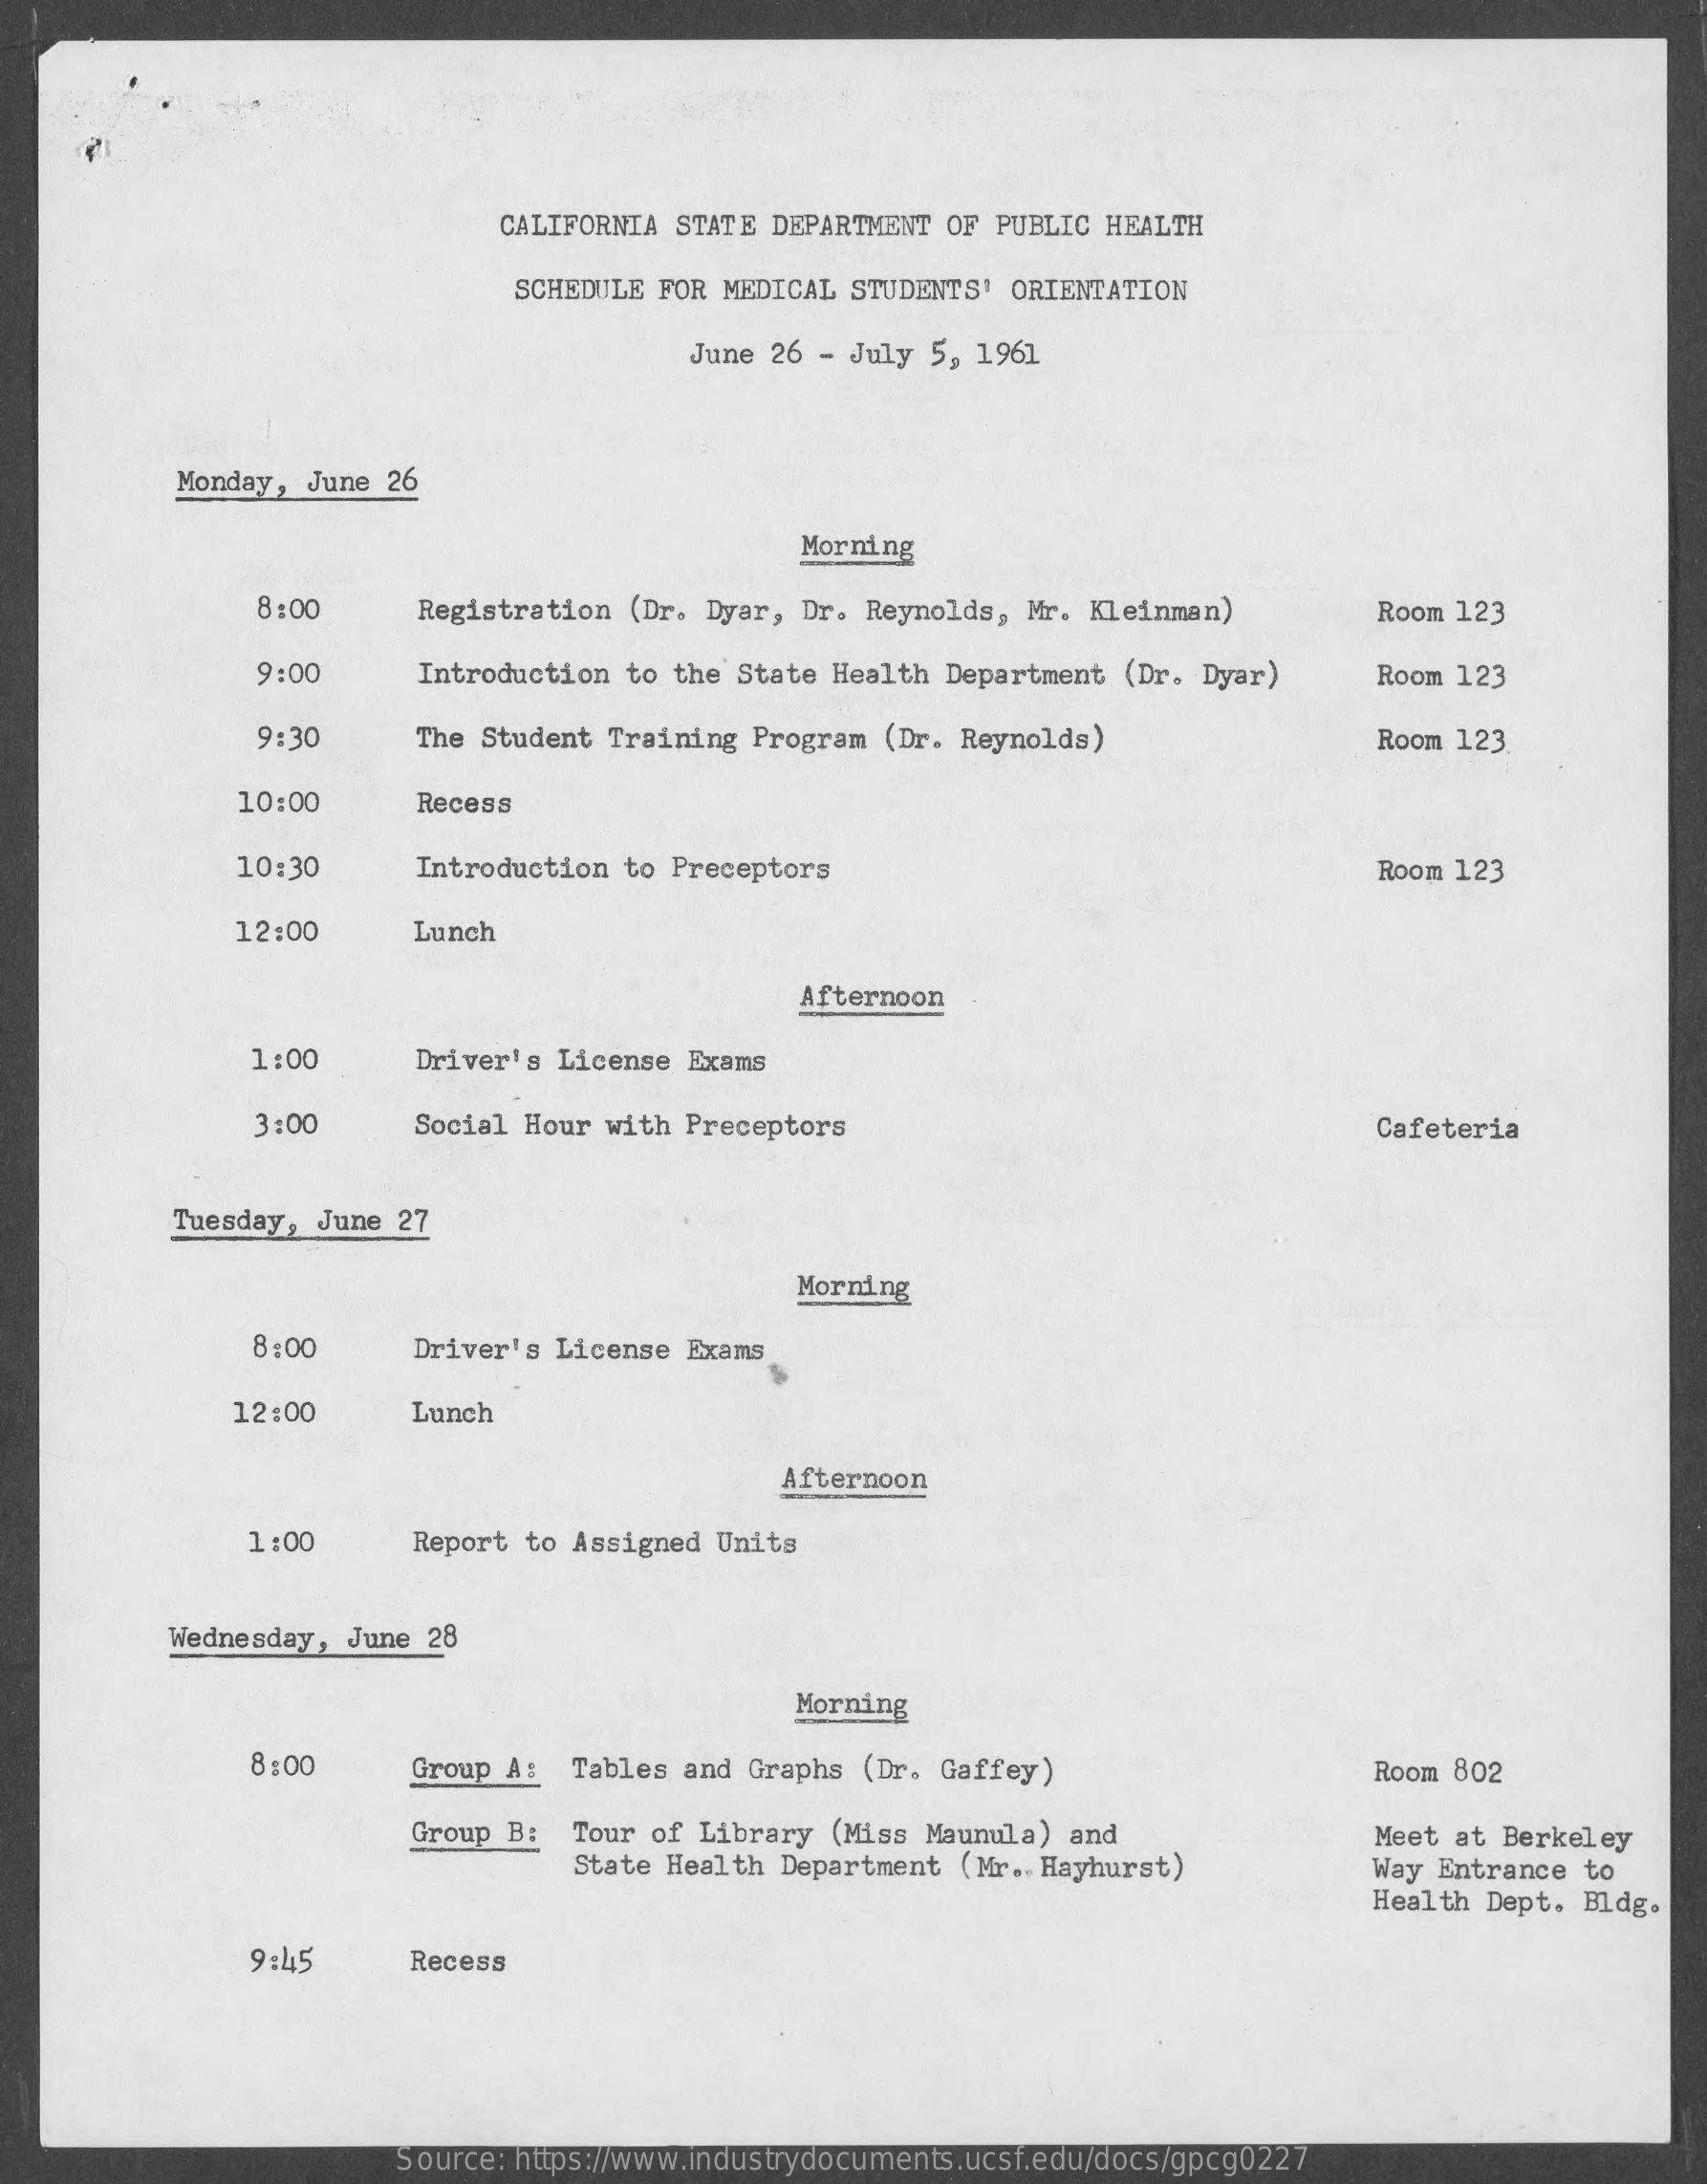 CALIFORNIA STATE DEPARTMENT OF PUBLIC HEALTH
SCHEDULE FOR MEDICAL STUDENTS' ORIENTATION
June 26 - July 5, 1961
Monday, June 26
Morning
8:00 Registration (Dr. Dyar, Dr. Reynolds, Mr. Kleinman) Room 123
9:00 Introduction to the State Health Department (Dr. Dyar) Room 123
9:30 The Student Training Program (Dr. Reynolds) Room 123
10:00 Recess
10:30 Introduction to Preceptors Room 123
12:00 Lunch
Afternoon
1:00 Driver's License Exams
3:00 Social Hour with Preceptors Cafeteria
Tuesday, June 27
Morning
8:00 Driver's License Exams
12:00 Lunch
Afternoon
1:00 Report to Assigned Units
Wednesday, June 28
Morning
8:00 Group A: Tables and Graphs (Dr. Gaffey) Room 802
Group B: Tour of Library (Miss Maunula) and Meet at Berkeley
State Health Department (Mr. Hayhurst) Way Entrance to
Health Dept. Bldg.
9:45 Recess
Source: https://www.industrydocuments.ucsf.edu/docs/gpcg0227